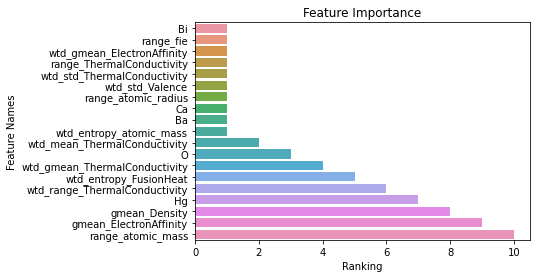 Feature Importance
Bi
range_fie
wtd_gmean_ElectronAffinity
range_ThermalConductivity
wtd_std_ThermalConductivity
wtd_std_Valence
range_atomic_radius
Ca
Ba
wtd_entropy_atomic_mass
wtd_mean_ThermalConductivity
O
wtd_gmean_ThermalConductivity
wtd_entropy_FusionHeat
wtd_range_ThermalConductivity
Hg
gmean_Density
gmean_ElectronAffinity
range_atomic_mass
Feature Names
0 2 4 6 8 10
Ranking